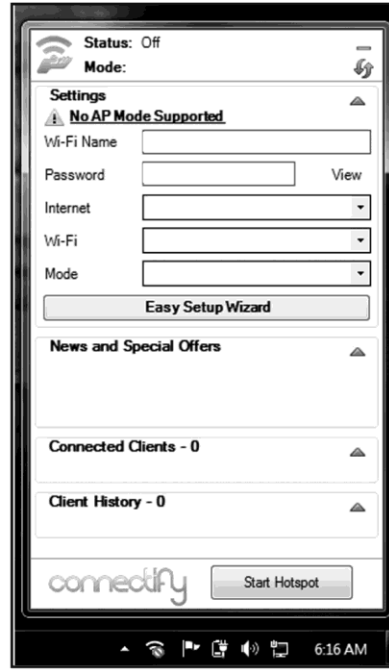 Status: Off
Mode:
Settings
No AP Mode Supported
Wi-Fi Name
Password View
Internet
Wi-Fi
Mode
Easy Setup Wizard
News and Special Offers
Connected Clients - 0
Client History - 0
connectify Start Hotspot
6:16 AM